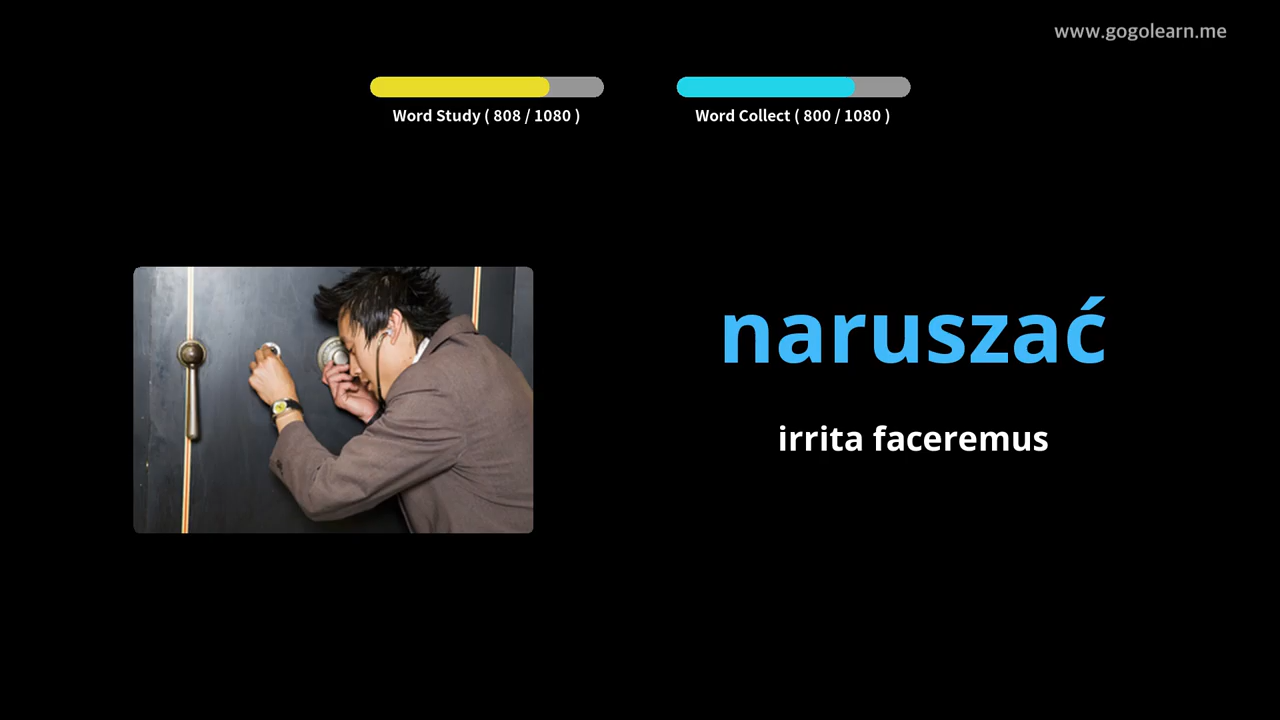 www.gogolearn.me
Word Study ( 808 / 1080 )
Word Collect ( 800 / 1080 )
naruszać
irrita faceremus